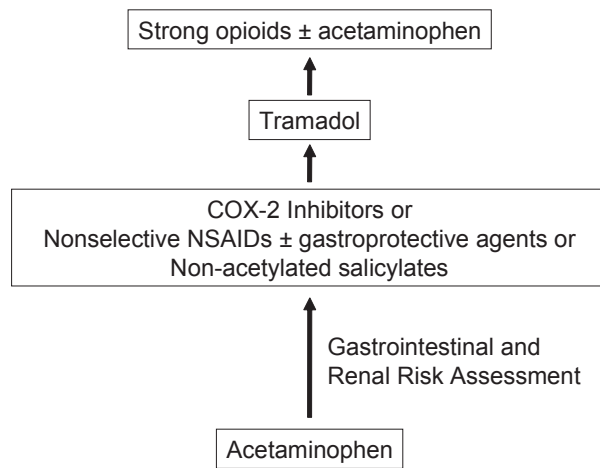 Strong opioids ± acetaminophen
Tramadol
COX-2 Inhibitors or
Nonselective NSAIDs ± gastroprotective agents or
Non-acetylated salicylates
Gastrointestinal and
Renal Risk Assessment
Acetaminophen